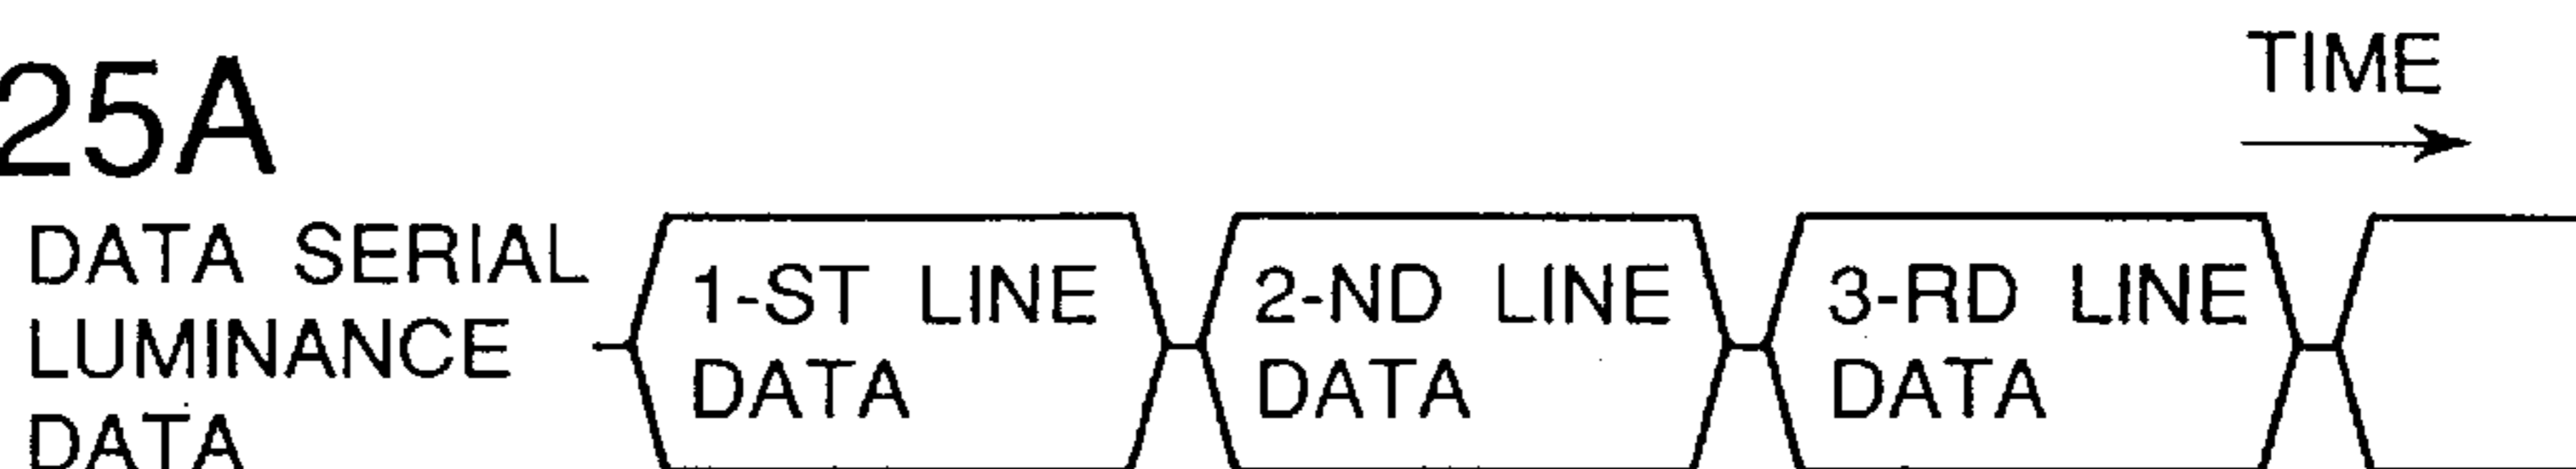 25A
TIME
DATA SERIAL
LUMINANCE
DATA
1-ST LINE
DATA
2-ND LINE
DATA
3-RD LINE
DATA